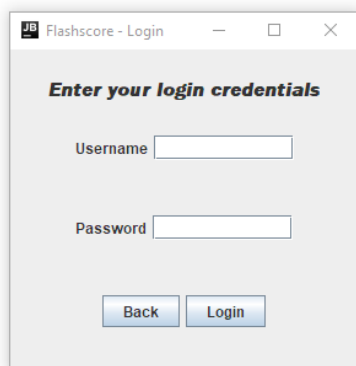 JB Flashscore - Login
Enter your login credentials
Username
Password
Back Login